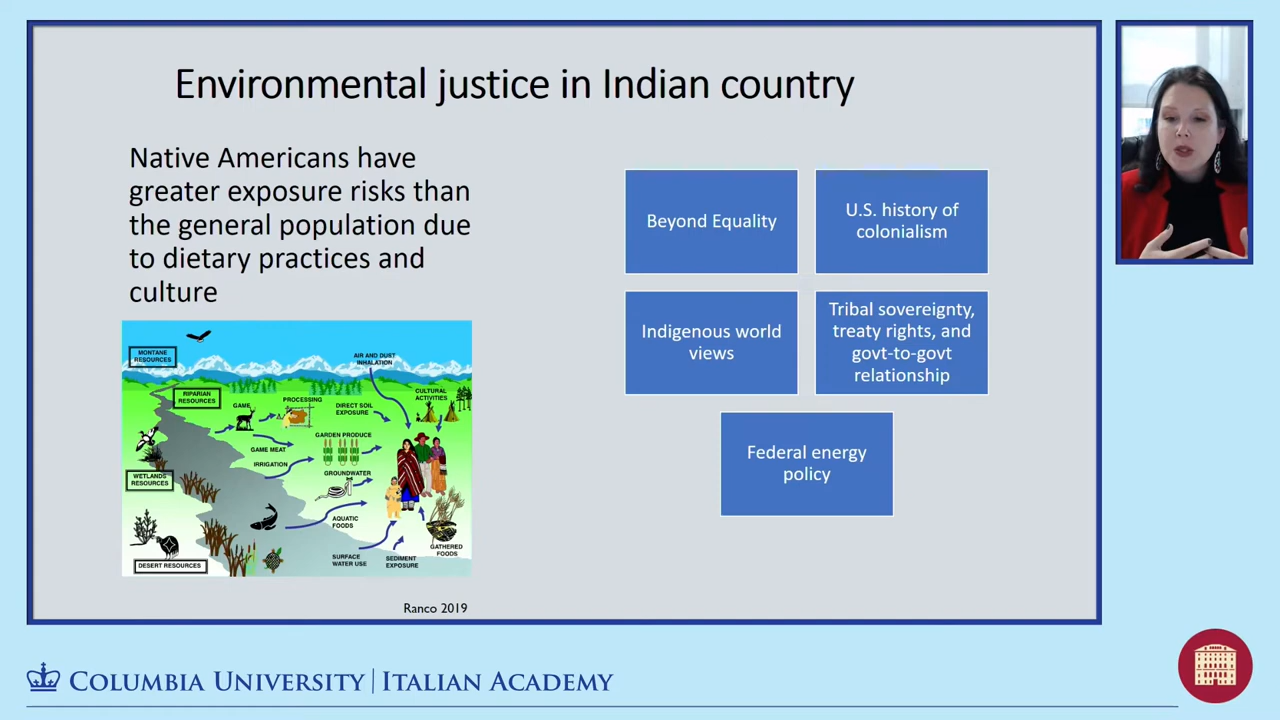 Environmental justice in Indian country
Native Americans have
greater exposure risks than
the general population due
to dietary practices and
culture
MONTANE
RESOURCES
AIR AND DUST
INHALATION
RIPARIAN
RESOURCES
GAME
PROCESSING
DIRECT SOIL
EXPOSURE
CULTURAL
ACTIVITIES
GAME MEAT
GARDEN PRODUCE
IRRIGATION
GROUNDWATER
WETLANDS
RESOURCES
AQUATIC
FOODS
GATHERED
FOODS
DESERT RESOURCES
SURFACE
WATER USE
SEDIMENT
EXPOSURE
Ranco 2019
Beyond Equality
U.S. history of
colonialism
Indigenous world
views
Tribal sovereignty,
treaty rights, and
govt-to-govt
relationship
Federal energy
policy
COLUMBIA UNIVERSITY | ITALIAN ACADEMY